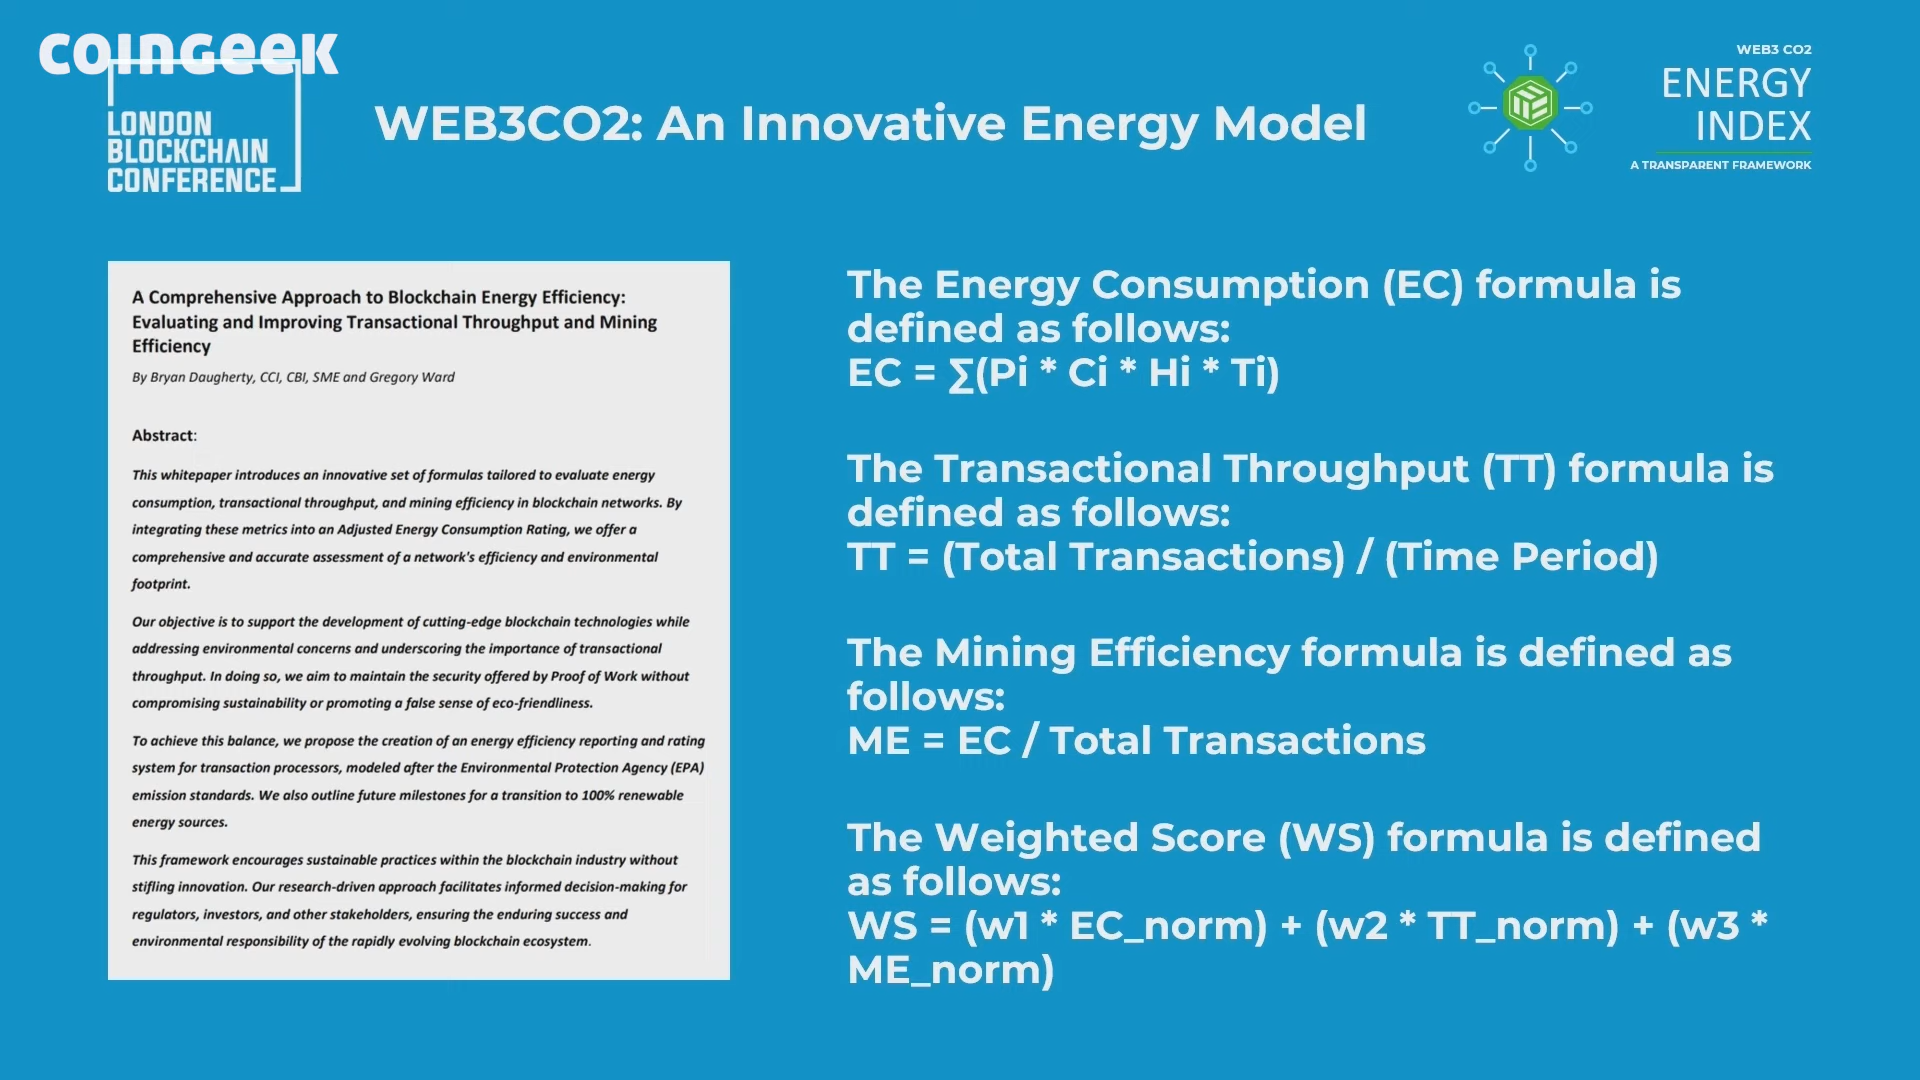 coingeek
LONDON
BLOCKCHAIN
CONFERENCE
WEB3CO2: An Innovative Energy Model
WEB3 CO2
ENERGY
INDEX
A TRANSPARENT FRAMEWORK
A Comprehensive Approach to Blockchain Energy Efficiency:
Evaluating and Improving Transactional Throughput and Mining
Efficiency
By Bryan Daugherty, CCI, CBI, SME and Gregory Ward
Abstract:
This whitepaper introduces an innovative set of formulas tailored to evaluate energy
consumption, transactional throughput, and mining efficiency in blockchain networks. By
integrating these metrics into an Adjusted Energy Consumption Rating, we offer a
comprehensive and accurate assessment of a network's efficiency and environmental
footprint.
Our objective is to support the development of cutting-edge blockchain technologies while
addressing environmental concerns and underscoring the importance of transactional
throughput. In doing so, we aim to maintain the security offered by Proof of Work without
compromising sustainability or promoting a false sense of eco-friendliness.
To achieve this balance, we propose the creation of an energy efficiency reporting and rating
system for transaction processors, modeled after the Environmental Protection Agency (EPA)
emission standards. We also outline future milestones for a transition to 100% renewable
energy sources.
This framework encourages sustainable practices within the blockchain industry without
stifling innovation. Our research-driven approach facilitates informed decision-making for
regulators, investors, and other stakeholders, ensuring the enduring success and
environmental responsibility of the rapidly evolving blockchain ecosystem.
The Energy Consumption (EC) formula is
defined as follows:
EC = ∑(Pi * Ci * Hi * Ti)
The Transactional Throughput (TT) formula is
defined as follows:
TT = (Total Transactions) / (Time Period)
The Mining Efficiency formula is defined as
follows:
ME = EC / Total Transactions
The Weighted Score (WS) formula is defined
as follows:
WS = (w1 * EC_norm) + (w2 * TT_norm) + (w3 *
ME_norm)